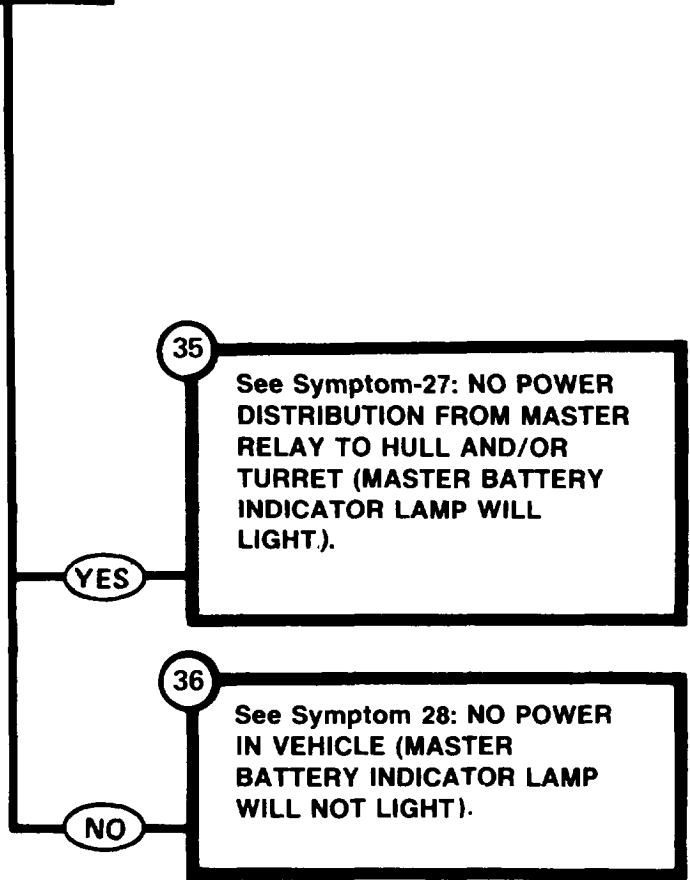 35
See Symptom-27: NO POWER
DISTRIBUTION FROM MASTER
RELAY TO HULL AND/OR
TURRET (MASTER BATTERY
INDICATOR LAMP WILL
LIGHT.).
YES
36
See Symptom 28: NO POWER
IN VEHICLE (MASTER
BATTERY INDICATOR LAMP
WILL NOT LIGHT).
NO